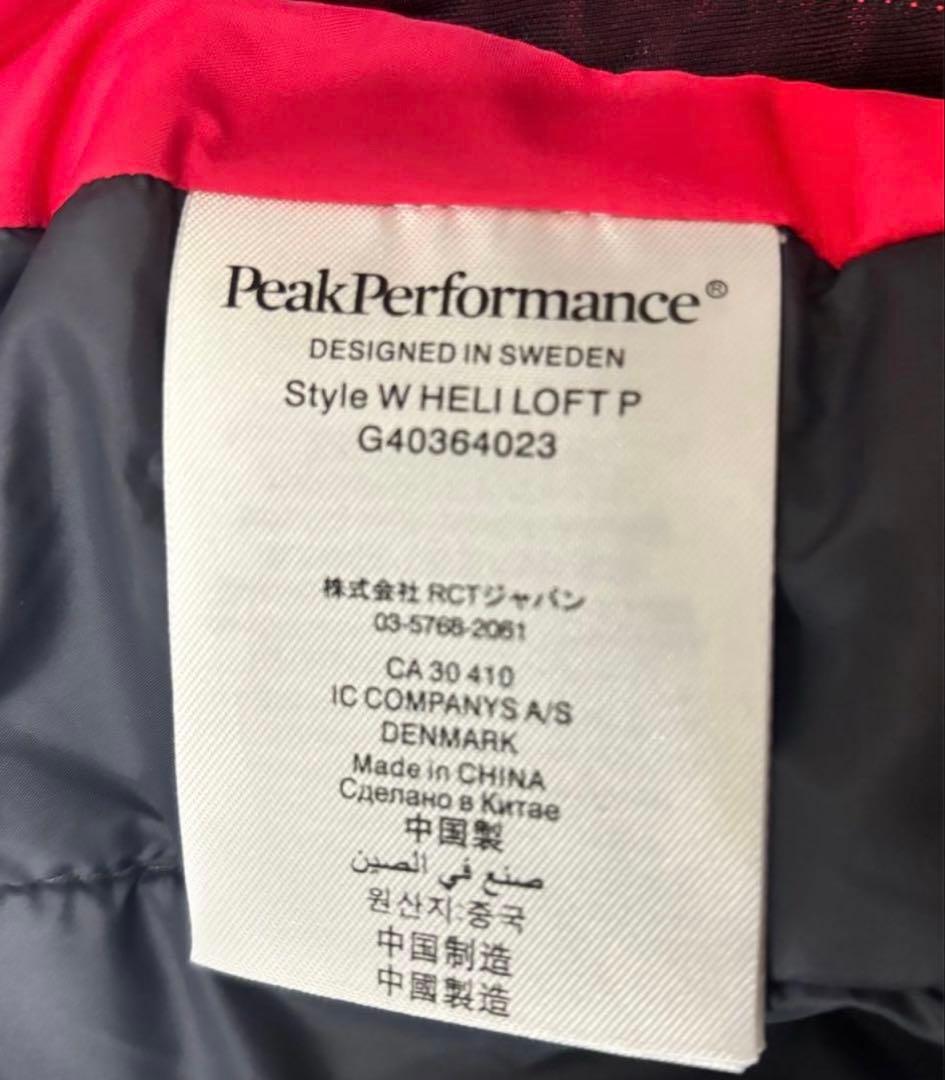 PeakPerformance®
DESIGNED IN SWEDEN
Style W HELI LOFT P
G40364023
株式会社 RCTジャパン
03-5768-2061
CA 30 410
IC COMPANYS A/S
DENMARK
Made in CHINA
Сделано в Китае
中国製
صنع في الصين
원산지:중국
中国制造
中國製造